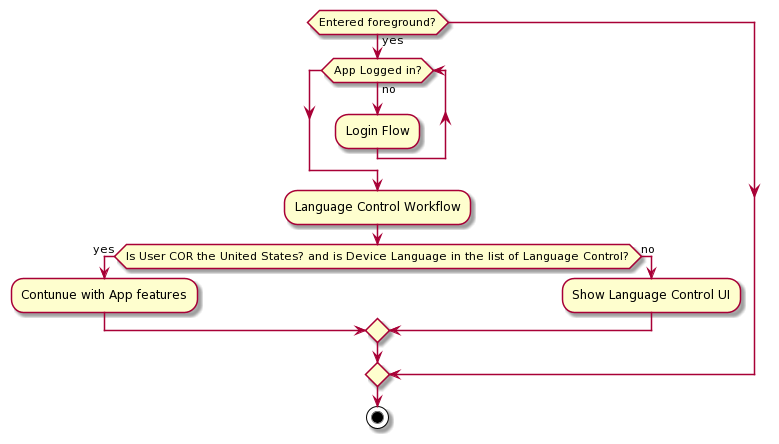 Entered foreground?
yes
App Logged in?
no
Login Flow
Language Control Workflow
yes
Is User COR the United States? and is Device Language in the list of Language Control?
no
Contunue with App features
Show Language Control UI